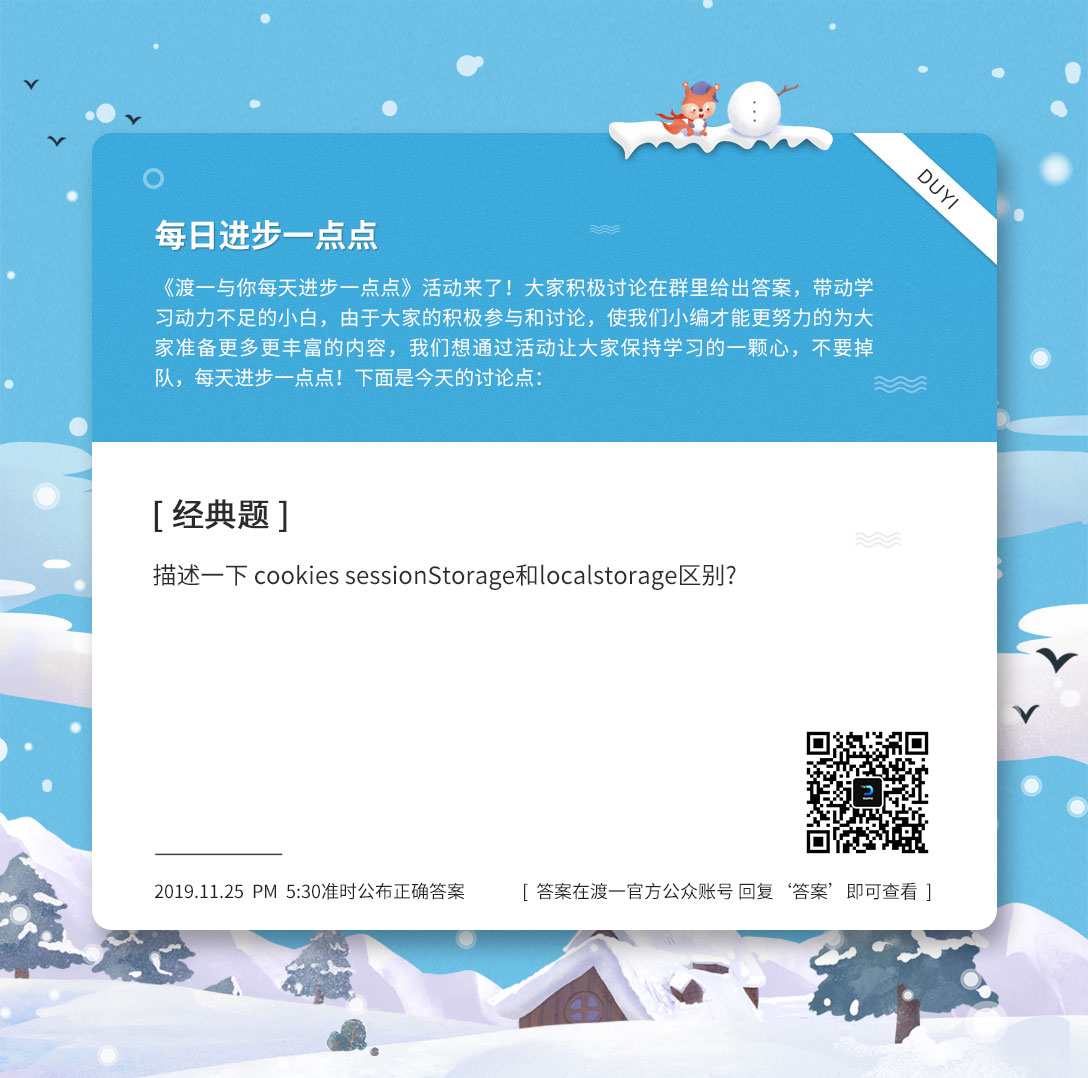 DUYI
每日进步一点点
《渡一与你每天进步一点点》活动来了！大家积极讨论在群里给出答案，带动学
习动力不足的小白，由于大家的积极参与和讨论，使我们小编才能更努力的为大
家准备更多更丰富的内容，我们想通过活动让大家保持学习的一颗心，不要掉
队，每天进步一点点！下面是今天的讨论点：
[ 经典题 ]
描述一下 cookies sessionStorage和localstorage区别?
2019.11.25 PM 5:30准时公布正确答案
[ 答案在渡一官方公众账号 回复‘答案’即可查看 ]